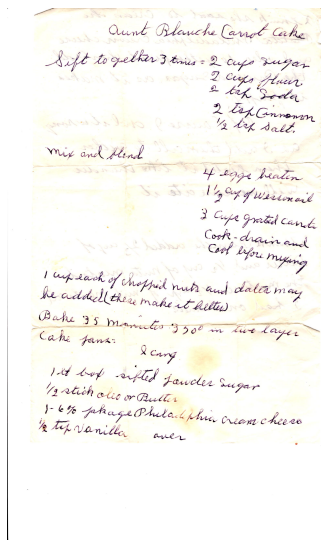 Aunt Blanche Carrot Cake
Sift together 3 times = 2 cups sugar
2 cups flour
2 tsp Soda
2 tsp Cinnamon
1/2 tsp Salt.
Mix and blend
4 eggs beaten
1 1/2 cup of Wesson oil
3 cups grated carrots
Cook - drain and
Cool before mixing
1 cup each of chopped nuts and dates may
be added (these make it better)
Bake 35 minutes 350° in two layer
Cake pans.
Icing
1 lb box sifted powder sugar
1/2 stick oleo or Butter
1 - 6 oz pkage Philadelphia cream cheese
1/2 tsp vanilla over